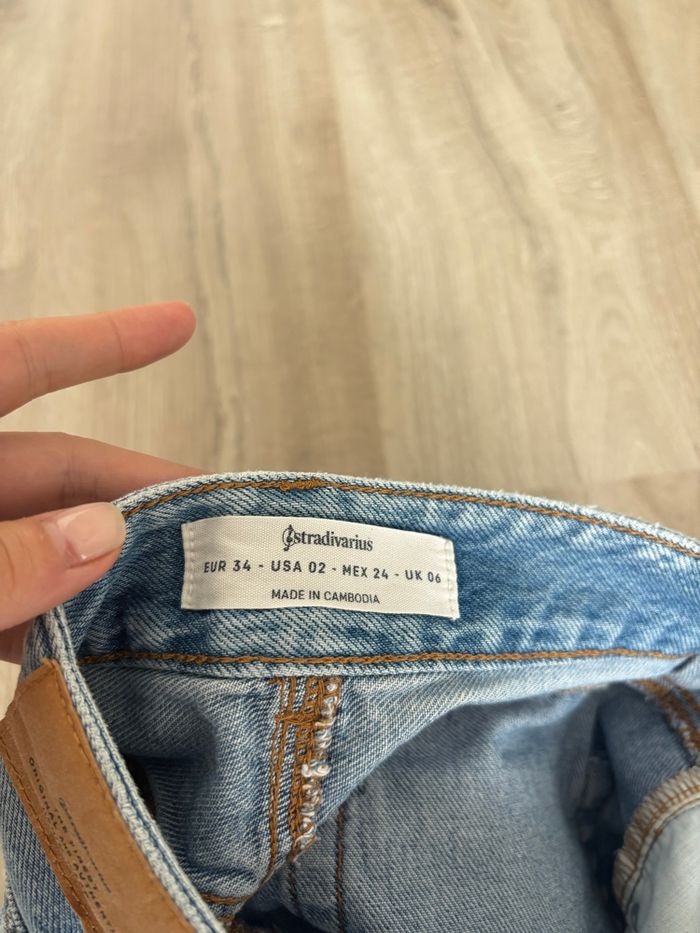 stradivarius
EUR 34 - USA 02 - MEX 24 - UK 06
MADE IN CAMBODIA